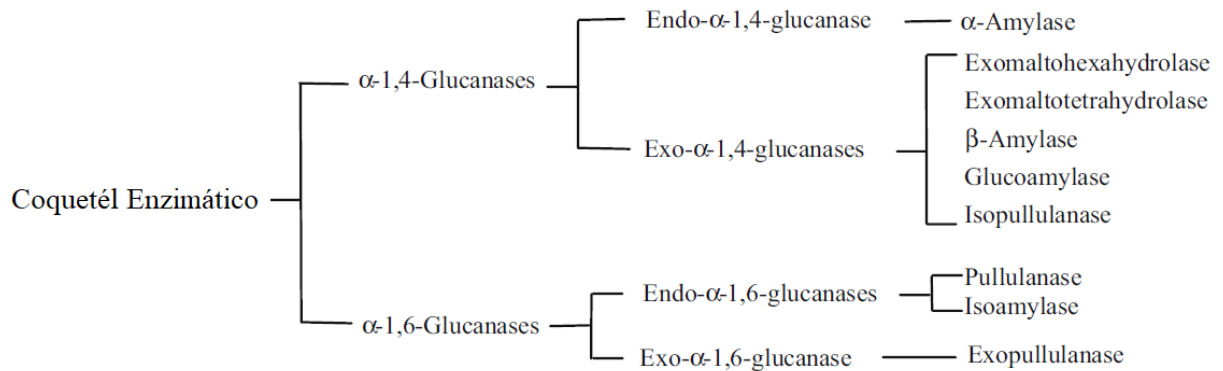 Endo-α-1,4-glucanase
α-Amylase
α-1,4-Glucanases
Exomaltohexahydrolase
Exomaltotetrahydrolase
β-Amylase
Exo-α-1,4-glucanases
Glucoamylase
Isopullulanase
Coquetél Enzimático
Endo-α-1,6-glucanases
Pullulanase
Isoamylase
α-1,6-Glucanases
Exo-α-1,6-glucanase
Exopullulanase